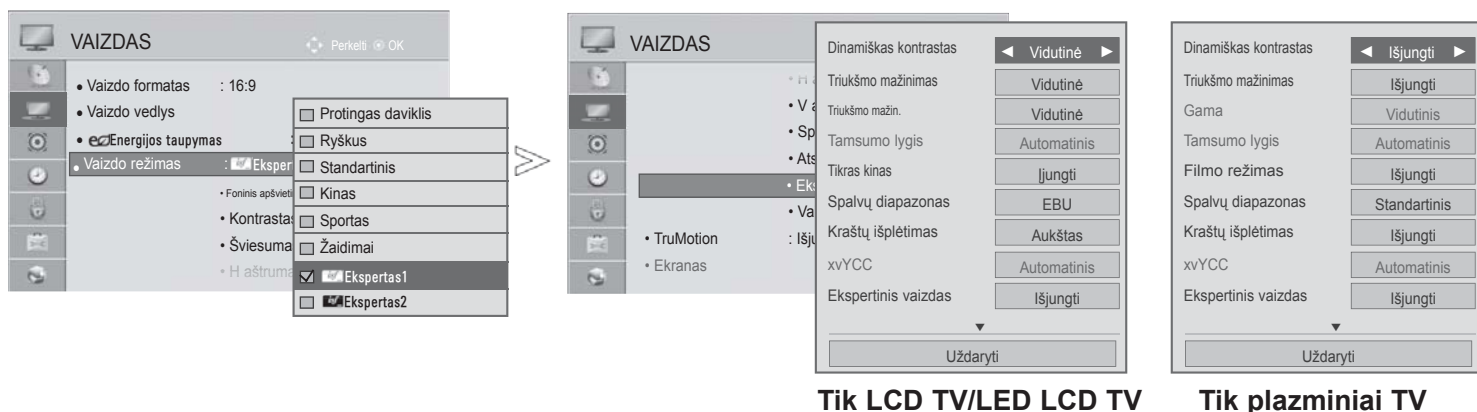 VAIZDAS
Perkelti OK
• Vaizdo formatas : 16:9
• Vaizdo vedlys
• eco Energijos taupymas :
• Vaizdo režimas : Eksper
• Foninis apšvieti
• Kontrastas
• Šviesuma
• H aštruma
Protingas daviklis
Ryškus
Standartinis
Kinas
Sportas
Žaidimai
Ekspertas1
Ekspertas2
VAIZDAS
• H a
• V a
• Sp
• Ats
• Eks
• Va
• TruMotion : Išju
• Ekranas
Dinamiškas kontrastas ◄ Vidutinė ►
Triukšmo mažinimas Vidutinė
Triukšmo mažin. Vidutinė
Tamsumo lygis Automatinis
Tikras kinas Įjungti
Spalvų diapazonas EBU
Kraštų išplėtimas Aukštas
xvYCC Automatinis
Ekspertinis vaizdas Išjungti
▼
Uždaryti
Tik LCD TV/LED LCD TV
Dinamiškas kontrastas ◄ Išjungti ►
Triukšmo mažinimas Išjungti
Gama Vidutinis
Tamsumo lygis Automatinis
Filmo režimas Išjungti
Spalvų diapazonas Standartinis
Kraštų išplėtimas Išjungti
xvYCC Automatinis
Ekspertinis vaizdas Išjungti
▼
Uždaryti
Tik plazminiai TV